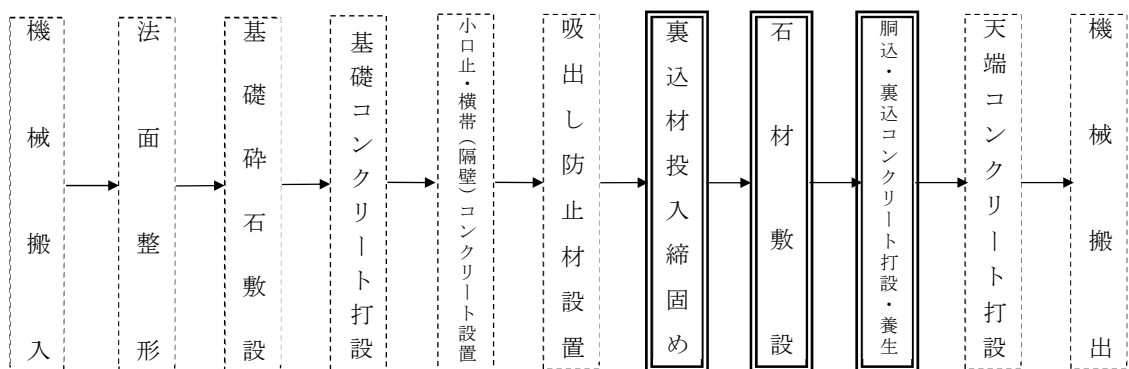 機械搬入
法面整形
基礎砕石敷設
基礎コンクリート打設
小口止・横帯(隔壁)コンクリート設置
吸出し防止材設置
裏込材投入締固め
石材敷設
胴込・裏込コンクリート打設・養生
天端コンクリート打設
機械搬出